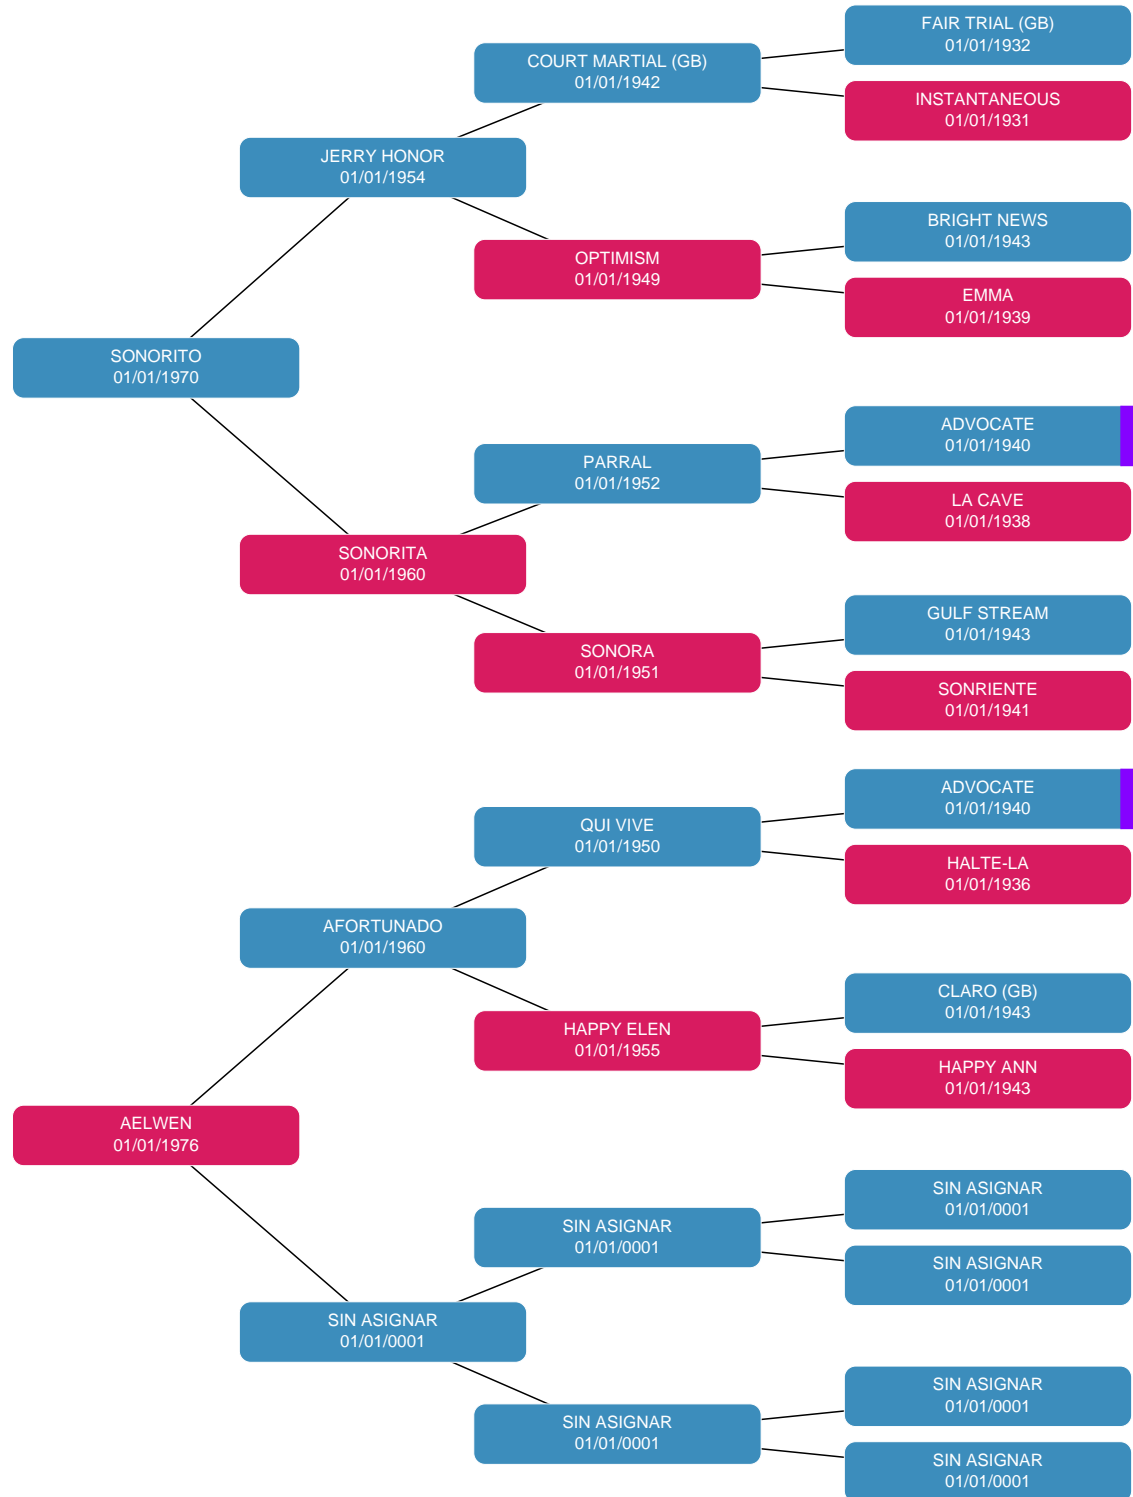 FAIR TRIAL (GB)
01/01/1932
COURT MARTIAL (GB)
01/01/1942
INSTANTANEOUS
01/01/1931
JERRY HONOR
01/01/1954
BRIGHT NEWS
01/01/1943
OPTIMISM
01/01/1949
EMMA
01/01/1939
SONORITO
01/01/1970
ADVOCATE
01/01/1940
PARRAL
01/01/1952
LA CAVE
01/01/1938
SONORITA
01/01/1960
GULF STREAM
01/01/1943
SONORA
01/01/1951
SONRIENTE
01/01/1941
ADVOCATE
01/01/1940
QUI VIVE
01/01/1950
HALTE-LA
01/01/1936
AFORTUNADO
01/01/1960
CLARO (GB)
01/01/1943
HAPPY ELEN
01/01/1955
HAPPY ANN
01/01/1943
AELWEN
01/01/1976
SIN ASIGNAR
01/01/0001
SIN ASIGNAR
01/01/0001
SIN ASIGNAR
01/01/0001
SIN ASIGNAR
01/01/0001
SIN ASIGNAR
01/01/0001
SIN ASIGNAR
01/01/0001
SIN ASIGNAR
01/01/0001